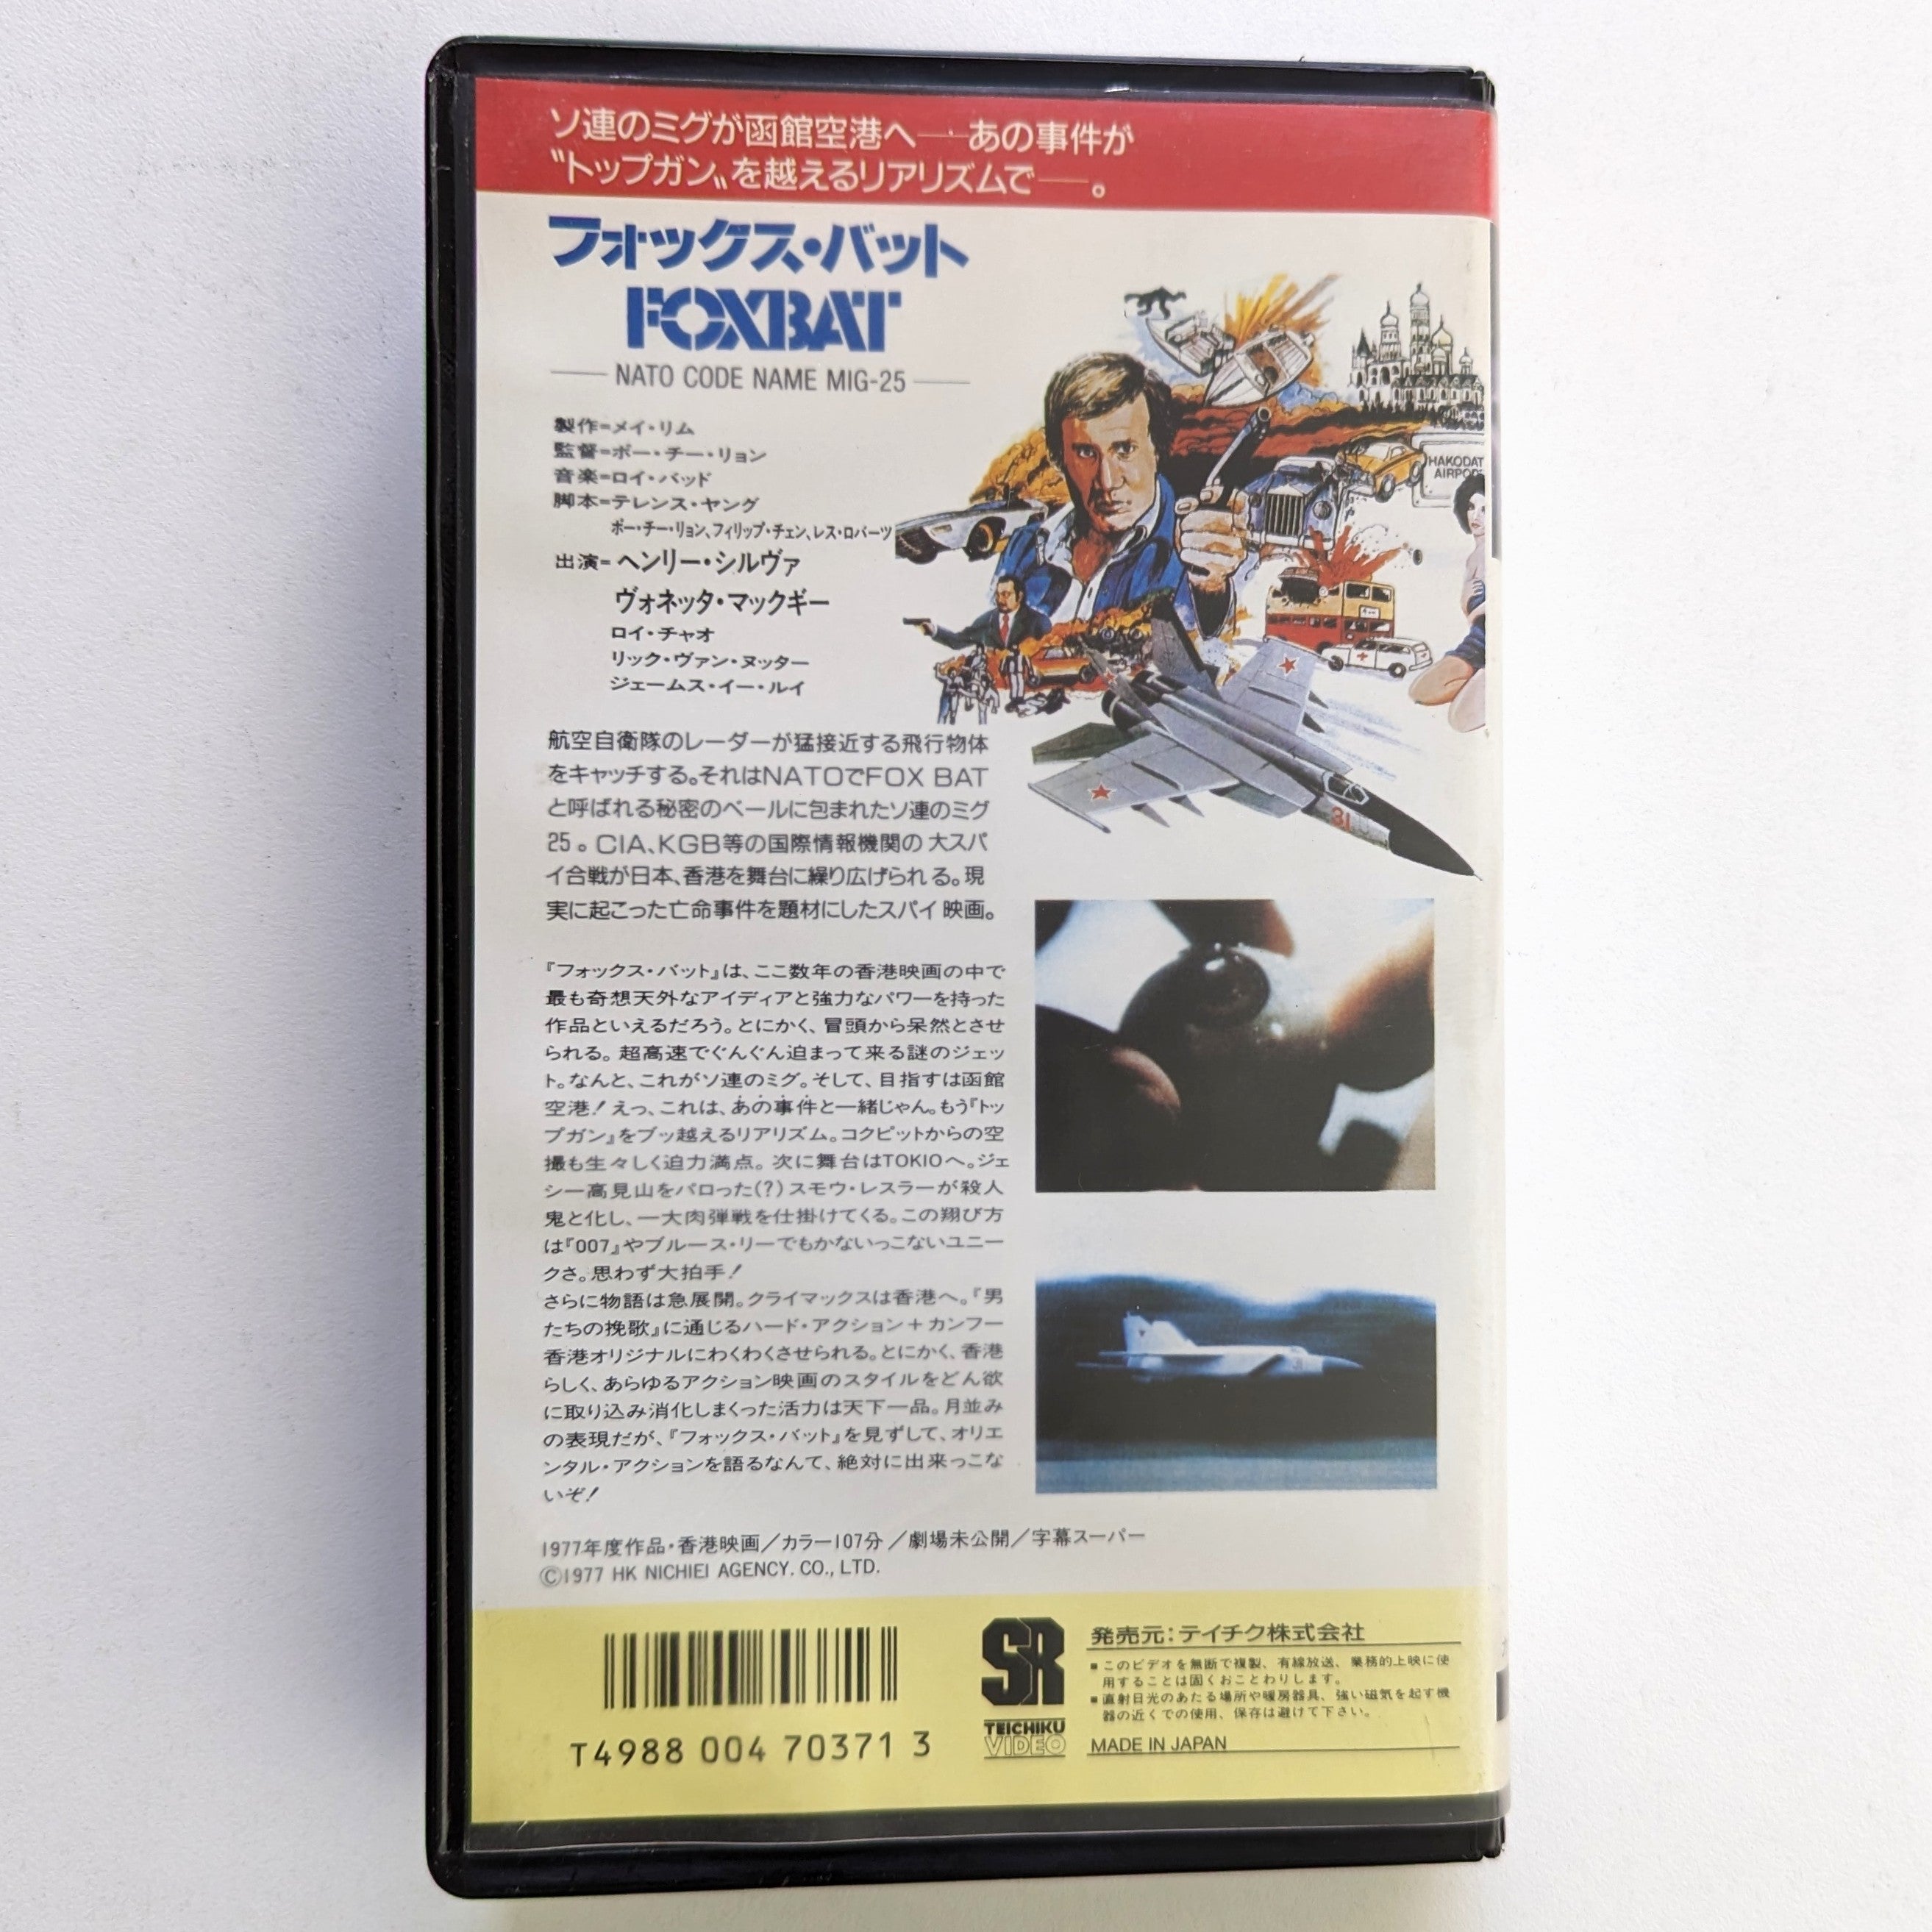 ソ連のミグが函館空港へ──あの事件が
〝トップガン〟を越えるリアリズムで──。
フォックス・バット
FOXBAT
NATO CODE NAME MIG-25
製作=メイ・リム
監督=ポー・チー・リョン
音楽=ロイ・バッド
脚本=テレンス・ヤング
ポー・チー・リョン、フィリップ・チェン、レス・ロバーツ
出演=ヘンリー・シルヴァ
ヴォネッタ・マックギー
ロイ・チャオ
リック・ヴァン・ヌッター
ジェームス・イー・ルイ
HAKODAT
AIRPO
31
航空自衛隊のレーダーが猛接近する飛行物体
をキャッチする。それはNATOでFOX BAT
と呼ばれる秘密のベールに包まれたソ連のミグ
25。CIA、KGB等の国際情報機関の大スパ
イ合戦が日本、香港を舞台に繰り広げられる。現
実に起こった亡命事件を題材にしたスパイ映画。
『フォックス・バット』は、ここ数年の香港映画の中で
最も奇想天外なアイディアと強力なパワーを持った
作品といえるだろう。とにかく、冒頭から呆然とさせ
られる。超高速でぐんぐん迫まって来る謎のジェッ
ト。なんと、これがソ連のミグ。そして、目指すは函館
空港!えっ、これは、あの事件と一緒じゃん。もう『トッ
プガン』をブッ越えるリアリズム。コクピットからの空
撮も生々しく迫力満点。次に舞台はTOKIOへ。ジェ
シー高見山をパロった(?)スモウ・レスラーが殺人
鬼と化し、一大肉弾戦を仕掛けてくる。この翔び方
は『007』やブルース・リーでもかないっこないユニー
クさ。思わず大拍手!
さらに物語は急展開。クライマックスは香港へ。『男
たちの挽歌』に通じるハード・アクション+カンフー
香港オリジナルにわくわくさせられる。とにかく、香港
らしく、あらゆるアクション映画のスタイルをどん欲
に取り込み消化しまくった活力は天下一品。月並み
の表現だが、『フォックス・バット』を見ずして、オリエ
ンタル・アクションを語るなんて、絶対に出来っこな
いぞ!
1977年度作品・香港映画/カラー107分/劇場未公開/字幕スーパー
©1977 HK NICHIEI AGENCY. CO., LTD.
T4988 004 70371 3
SR
TEICHIKU
VIDEO
発売元:テイチク株式会社
■このビデオを無断で複製、有線放送、業務的上映に使
用することは固くおことわりします。
■直射日光のあたる場所や暖房器具、強い磁気を起す機
器の近くでの使用、保存は避けて下さい。
MADE IN JAPAN